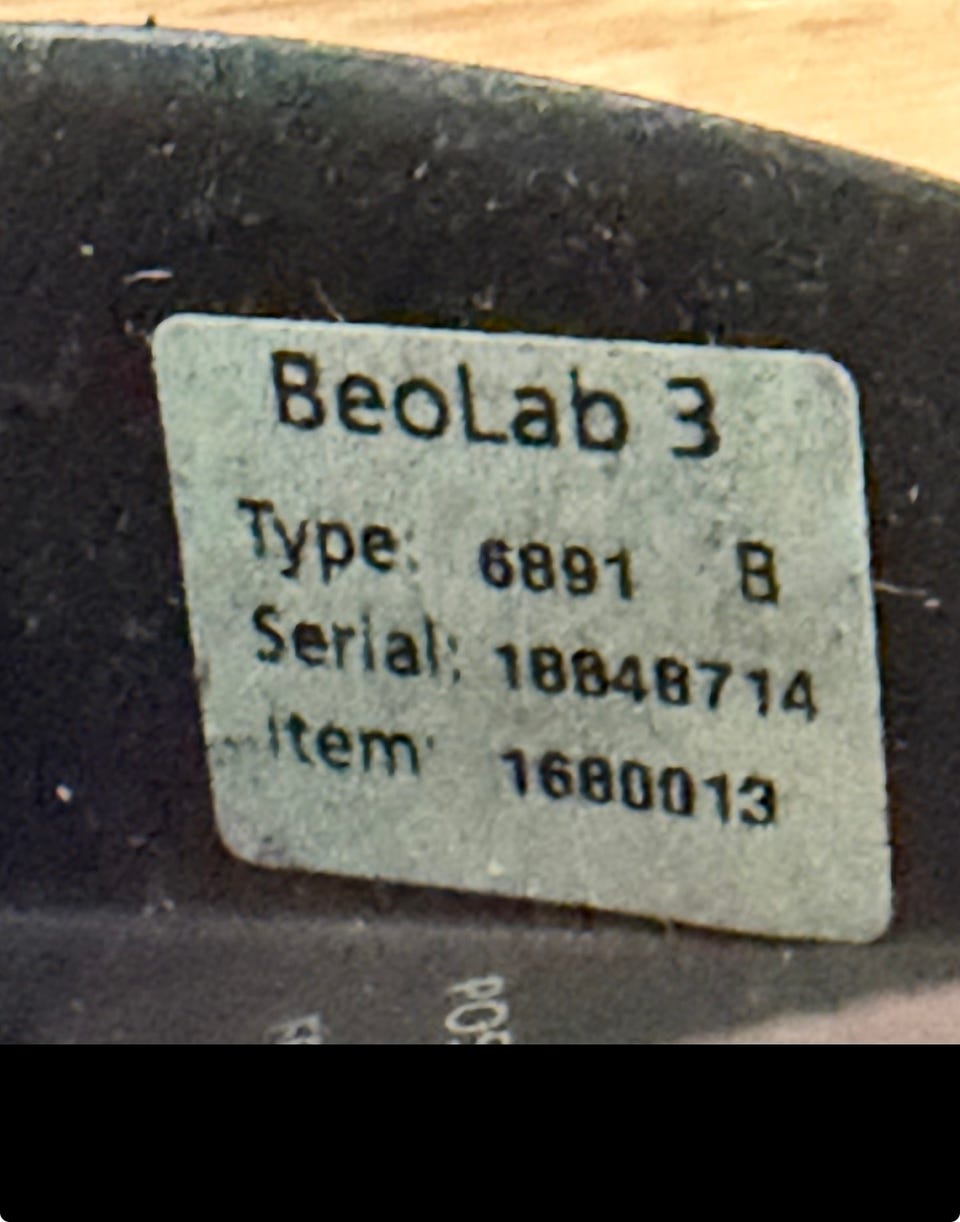 BeoLab 3
Type: 6891 B
Serial: 18848714
Item: 1680013